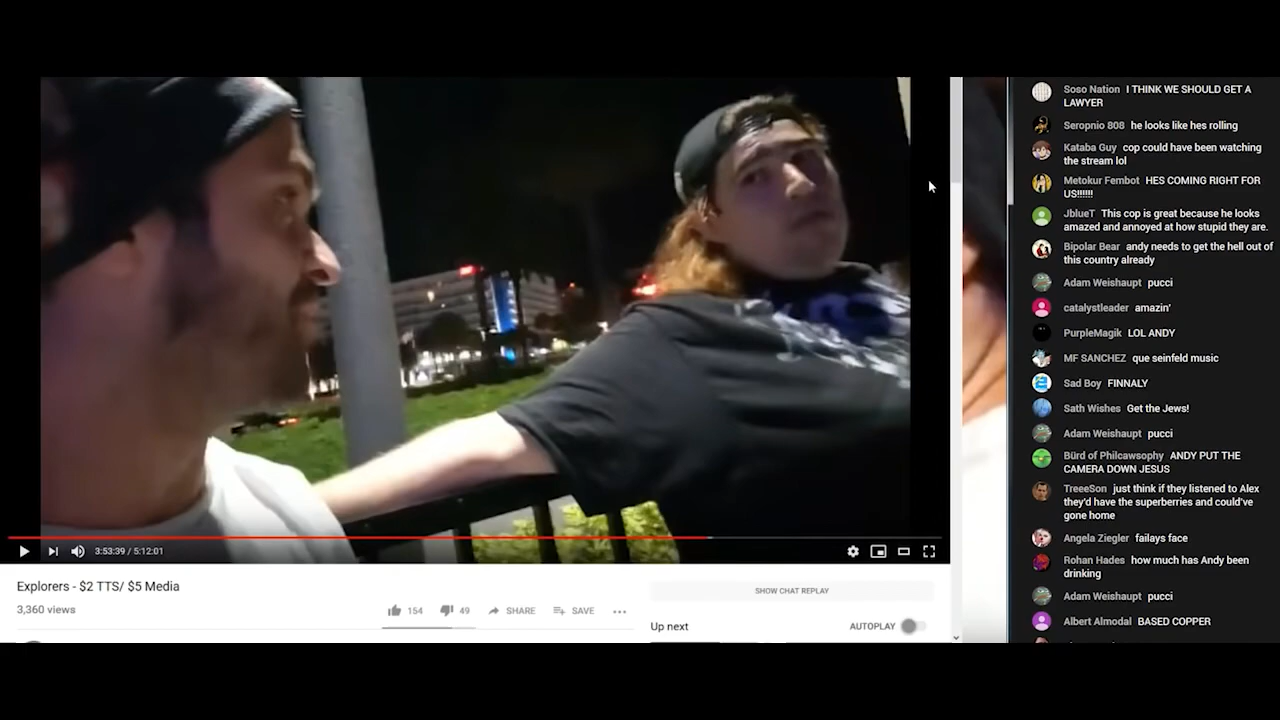 3:53:39 / 5:12:01
Explorers - $2 TTS/ $5 Media
3,360 views
154
49
SHARE
SAVE
SHOW CHAT REPLAY
Up next
AUTOPLAY
Soso Nation I THINK WE SHOULD GET A
LAWYER
Seropnio 808 he looks like hes rolling
Kataba Guy cop could have been watching
the stream lol
Metokur Fembot HES COMING RIGHT FOR
US!!!!!!
JblueT This cop is great because he looks
amazed and annoyed at how stupid they are.
Bipolar Bear andy needs to get the hell out of
this country already
Adam Weishaupt pucci
catalystleader amazin'
PurpleMagik LOL ANDY
MF SANCHEZ que seinfeld music
Sad Boy FINNALY
Sath Wishes Get the Jews!
Adam Weishaupt pucci
Bürd of Philcawsophy ANDY PUT THE
CAMERA DOWN JESUS
TreeeSon just think if they listened to Alex
they'd have the superberries and could've
gone home
Angela Ziegler failays face
Rohan Hades how much has Andy been
drinking
Adam Weishaupt pucci
Albert Almodal BASED COPPER